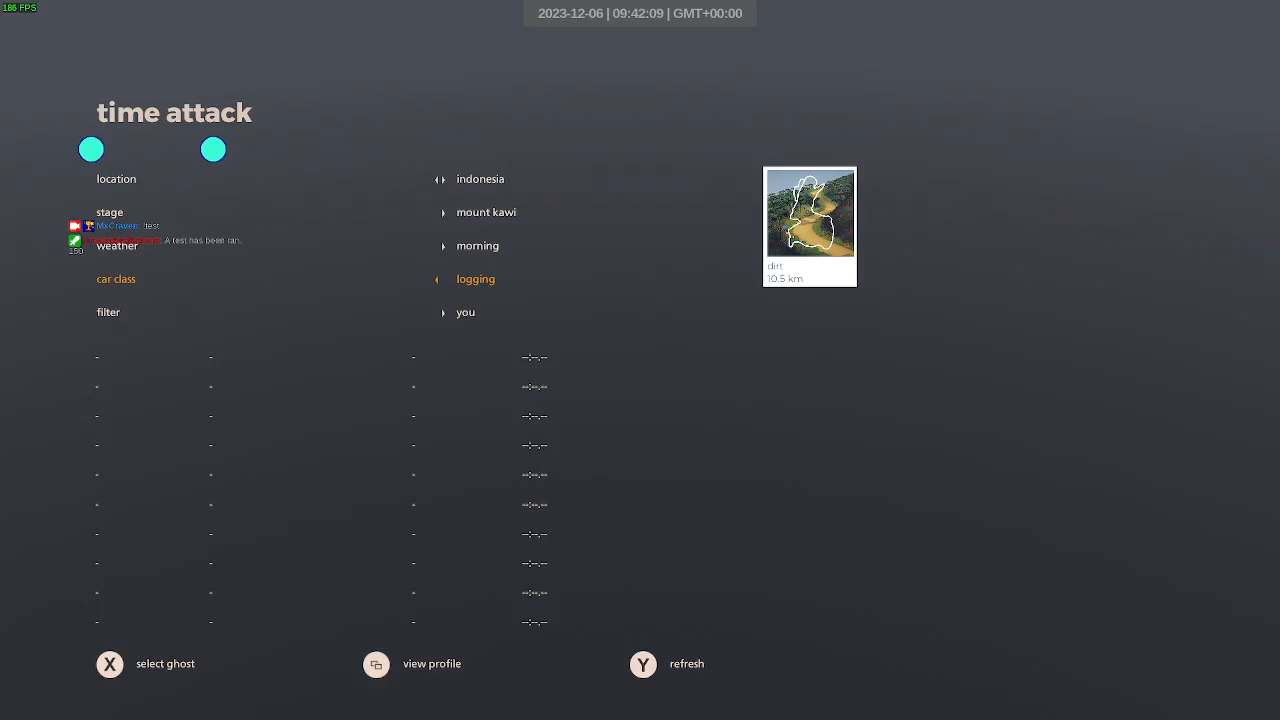 186 FPS
2023-12-06 | 09:42:09 | GMT+00:00
time attack
location indonesia
stage mount kawi
MxCraven: !test
A test has been ran.
weather morning
150
car class logging
dirt
10.5 km
filter you
- - - --:--.--
- - - --:--.--
- - - --:--.--
- - - --:--.--
- - - --:--.--
- - - --:--.--
- - - --:--.--
- - - --:--.--
- - - --:--.--
- - - --:--.--
X select ghost view profile Y refresh